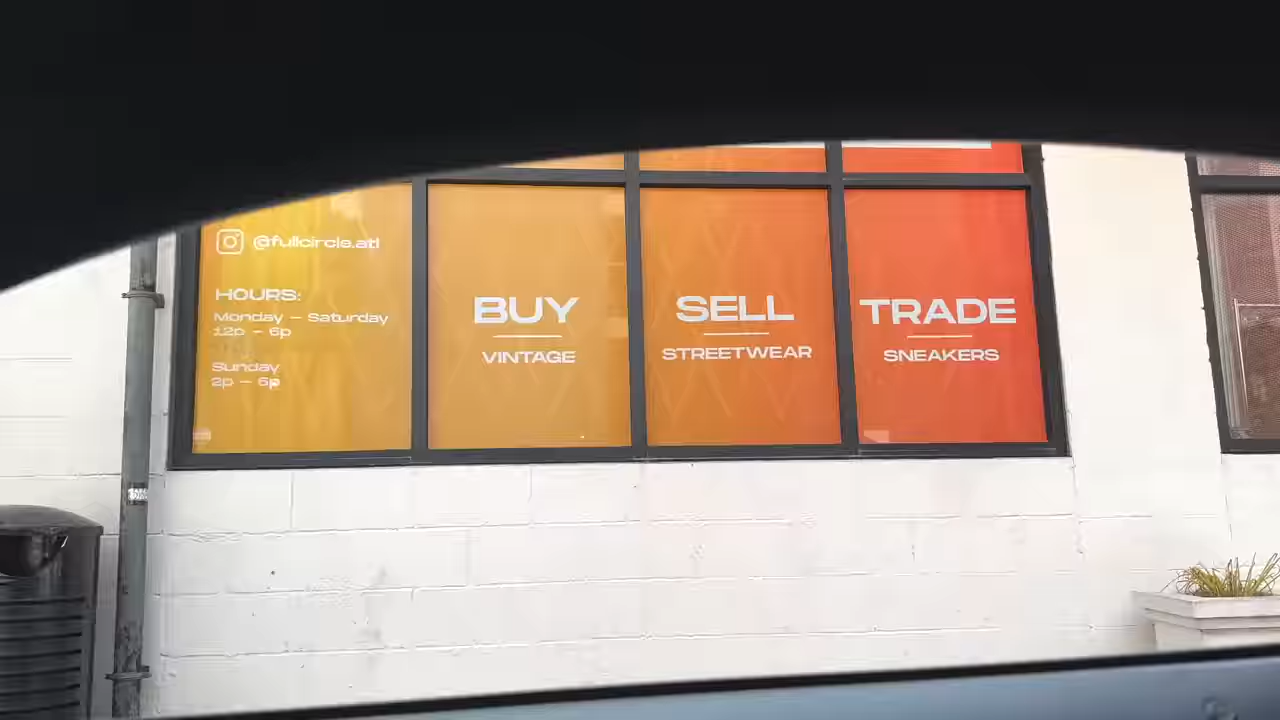 @fullcircle.atl
HOURS:
Monday – Saturday
12p – 6p
Sunday
2p – 6p
BUY
VINTAGE
SELL
STREETWEAR
TRADE
SNEAKERS